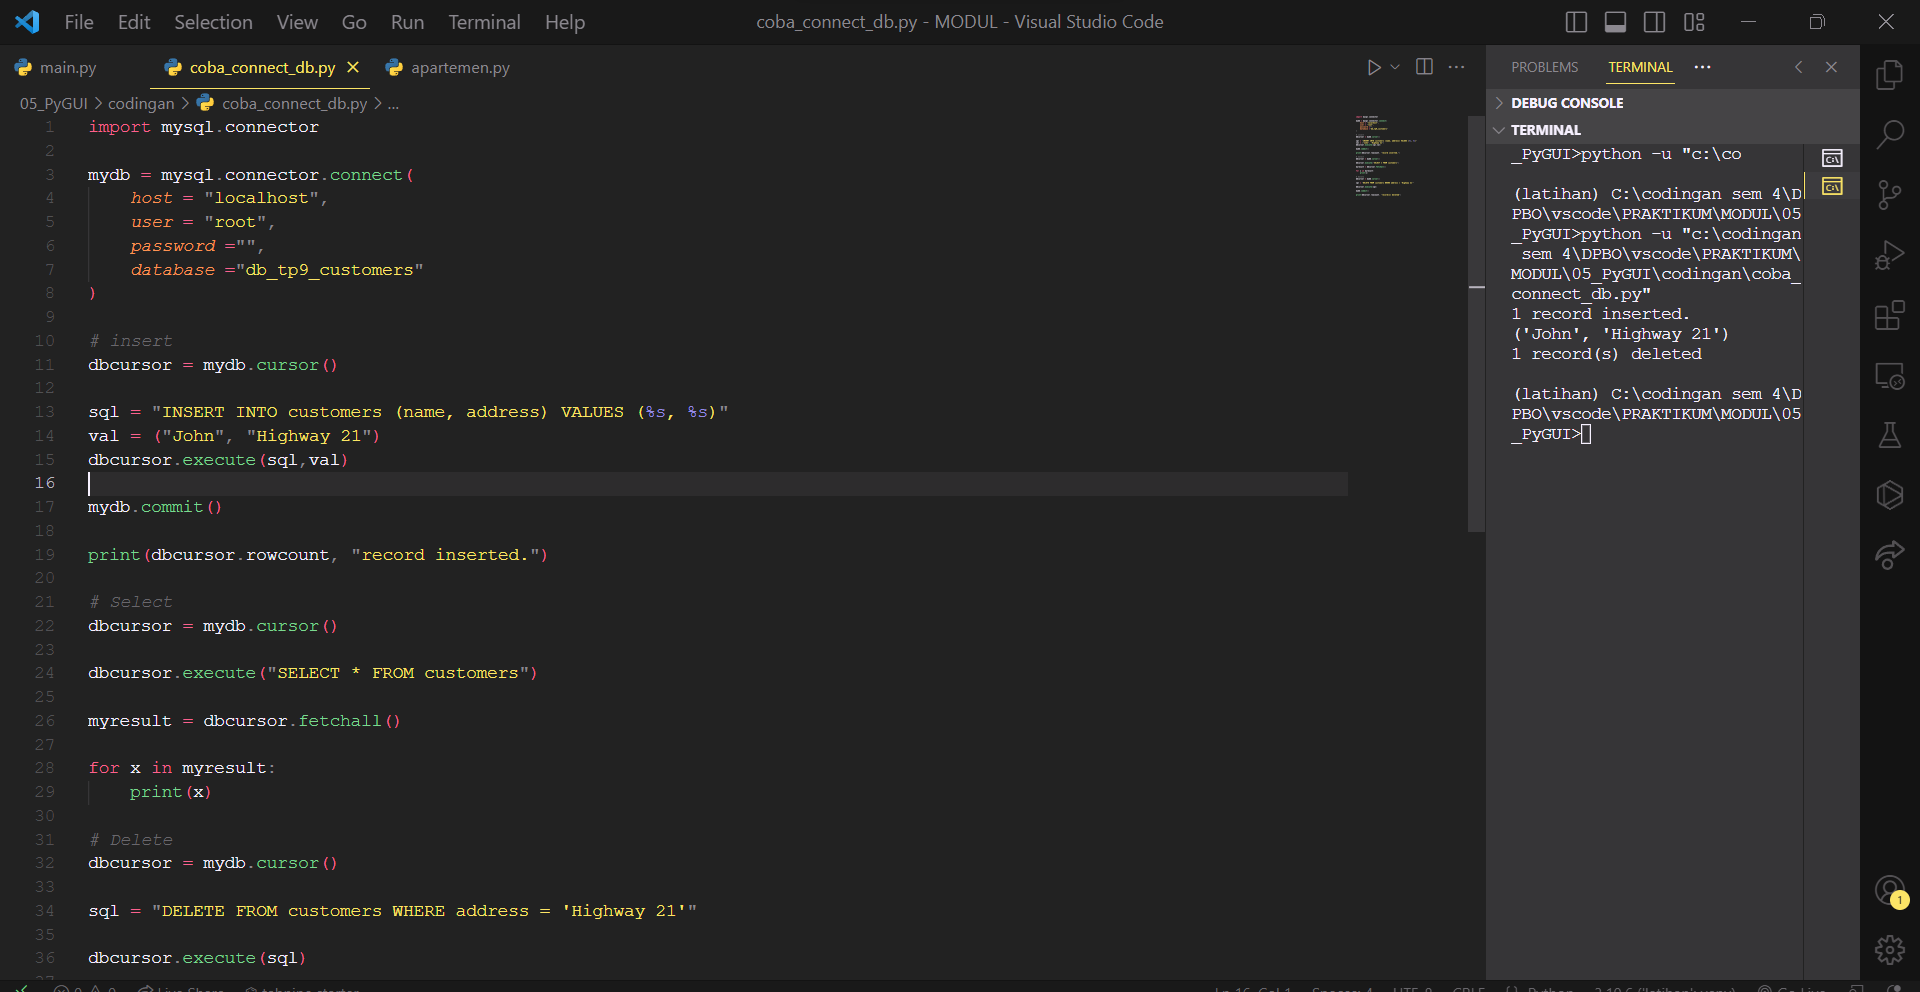 File Edit Selection View Go Run Terminal Help
coba_connect_db.py - MODUL - Visual Studio Code
main.py
coba_connect_db.py
apartemen.py
05_PyGUI > codingan > coba_connect_db.py > ...
1 import mysql.connector
2
3 mydb = mysql.connector.connect(
4     host = "localhost",
5     user = "root",
6     password ="",
7     database ="db_tp9_customers"
8 )
9
10 # insert
11 dbcursor = mydb.cursor()
12
13 sql = "INSERT INTO customers (name, address) VALUES (%s, %s)"
14 val = ("John", "Highway 21")
15 dbcursor.execute(sql,val)
16
17 mydb.commit()
18
19 print(dbcursor.rowcount, "record inserted.")
20
21 # Select
22 dbcursor = mydb.cursor()
23
24 dbcursor.execute("SELECT * FROM customers")
25
26 myresult = dbcursor.fetchall()
27
28 for x in myresult:
29     print(x)
30
31 # Delete
32 dbcursor = mydb.cursor()
33
34 sql = "DELETE FROM customers WHERE address = 'Highway 21'"
35
36 dbcursor.execute(sql)
PROBLEMS TERMINAL ...
DEBUG CONSOLE
TERMINAL
_PyGUI>python -u "c:\co
(latihan) C:\codingan sem 4\D
PBO\vscode\PRAKTIKUM\MODUL\05
_PyGUI>python -u "c:\codingan
sem 4\DPBO\vscode\PRAKTIKUM\
MODUL\05_PyGUI\codingan\coba_
connect_db.py"
1 record inserted.
('John', 'Highway 21')
1 record(s) deleted
(latihan) C:\codingan sem 4\D
PBO\vscode\PRAKTIKUM\MODUL\05
_PyGUI>
1